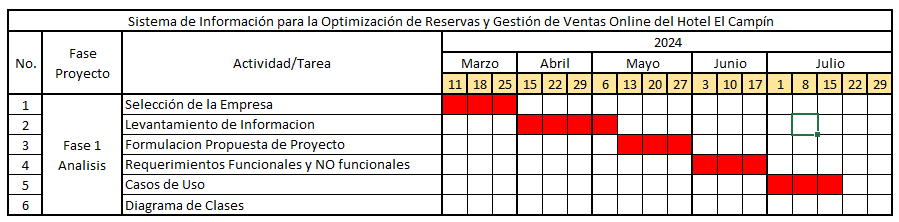 Sistema de Información para la Optimización de Reservas y Gestión de Ventas Online del Hotel El Campín
No. Fase Proyecto Actividad/Tarea 2024
Marzo Abril Mayo Junio Julio
11 18 25 15 22 29 6 13 20 27 3 10 17 1 8 15 22 29
Fase 1 Analisis
1 Selección de la Empresa
2 Levantamiento de Informacion
3 Formulacion Propuesta de Proyecto
4 Requerimientos Funcionales y NO funcionales
5 Casos de Uso
6 Diagrama de Clases